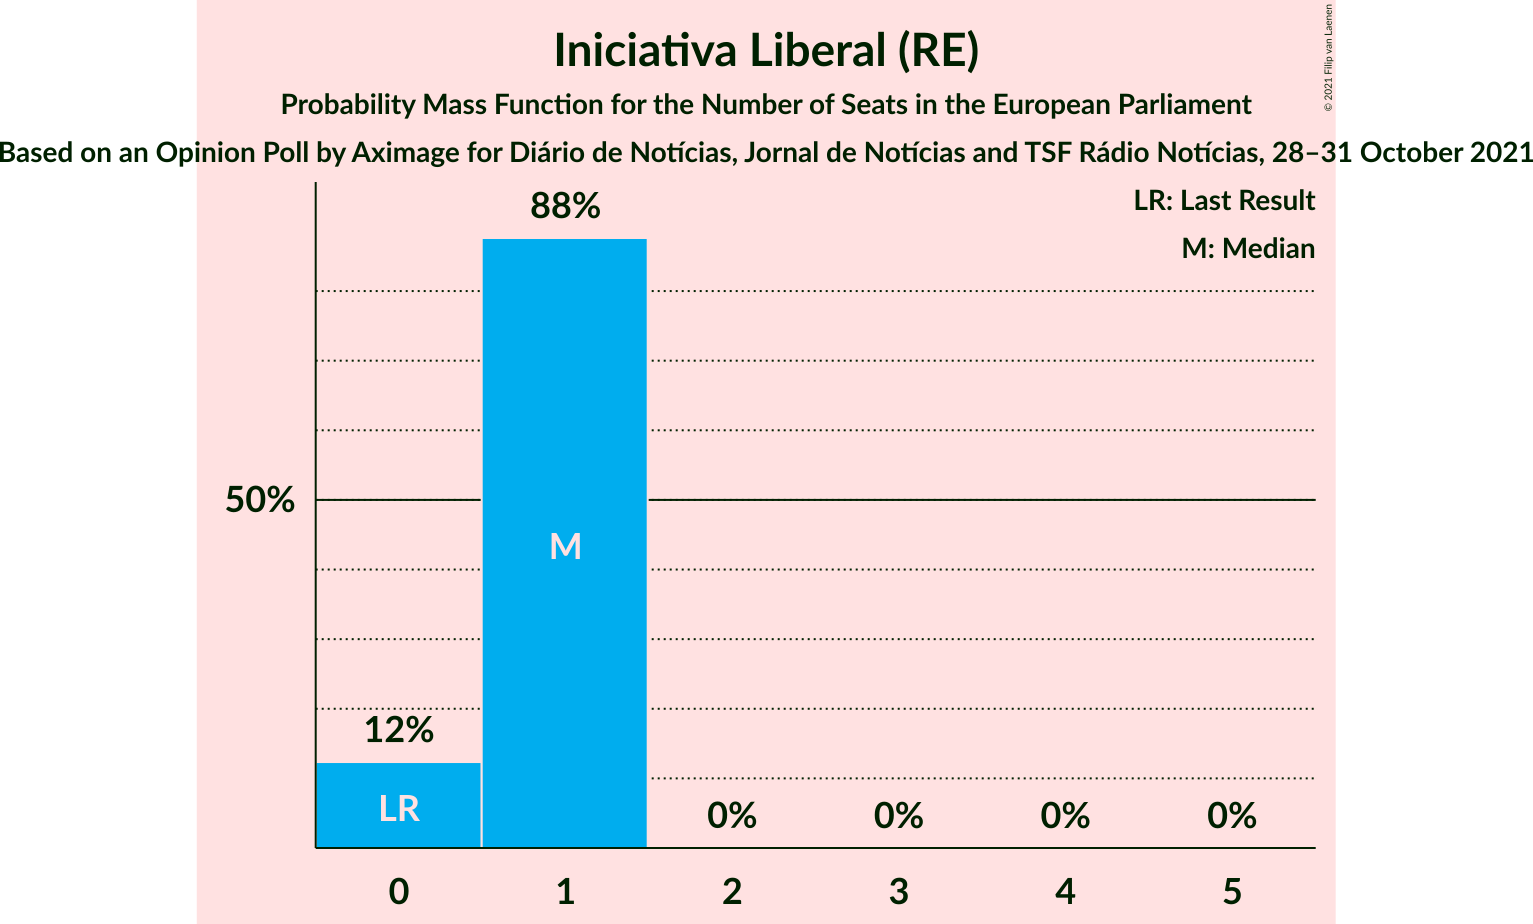 Iniciativa Liberal (RE)
Probability Mass Function for the Number of Seats in the European Parliament
Based on an Opinion Poll by Aximage for Diário de Notícias, Jornal de Notícias and TSF Rádio Notícias, 28–31 October 2021
© 2021 Filip van Laenen
LR: Last Result
M: Median
88%
50%
M
12%
LR
0%
0%
0%
0%
0
1
2
3
4
5